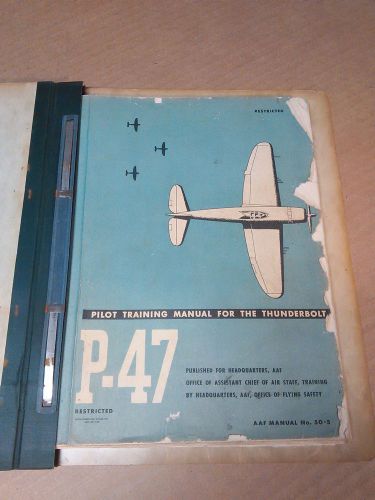 RESTRICTED
PILOT TRAINING MANUAL FOR THE THUNDERBOLT
P-47
PUBLISHED FOR HEADQUARTERS, AAF
OFFICE OF ASSISTANT CHIEF OF AIR STAFF, TRAINING
BY HEADQUARTERS, AAF, OFFICE OF FLYING SAFETY
RESTRICTED
AAF MANUAL No. 50-5